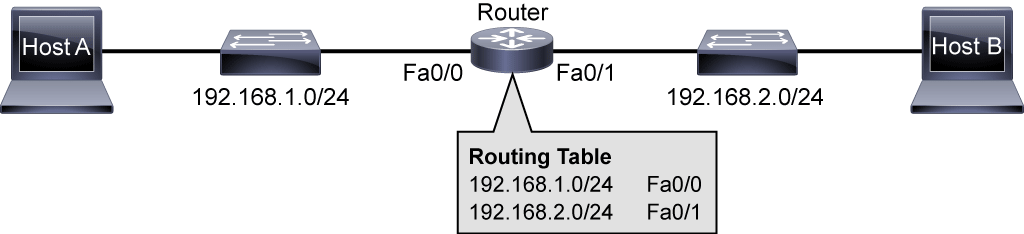 Router
Host A
Host B
Fa0/0
Fa0/1
192.168.1.0/24
192.168.2.0/24
Routing Table
192.168.1.0/24 Fa0/0
192.168.2.0/24 Fa0/1